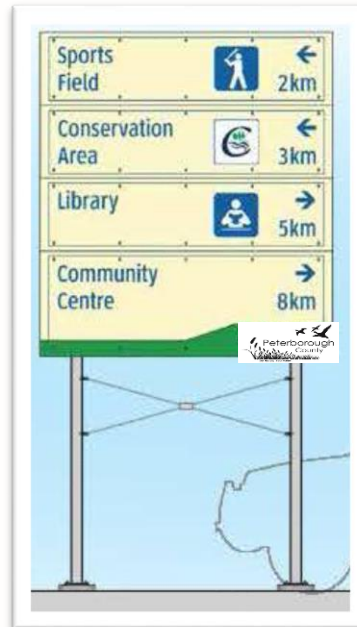 Sports
Field
2km
Conservation
Area
3km
Library
5km
Community
Centre
8km
Peterborough
County